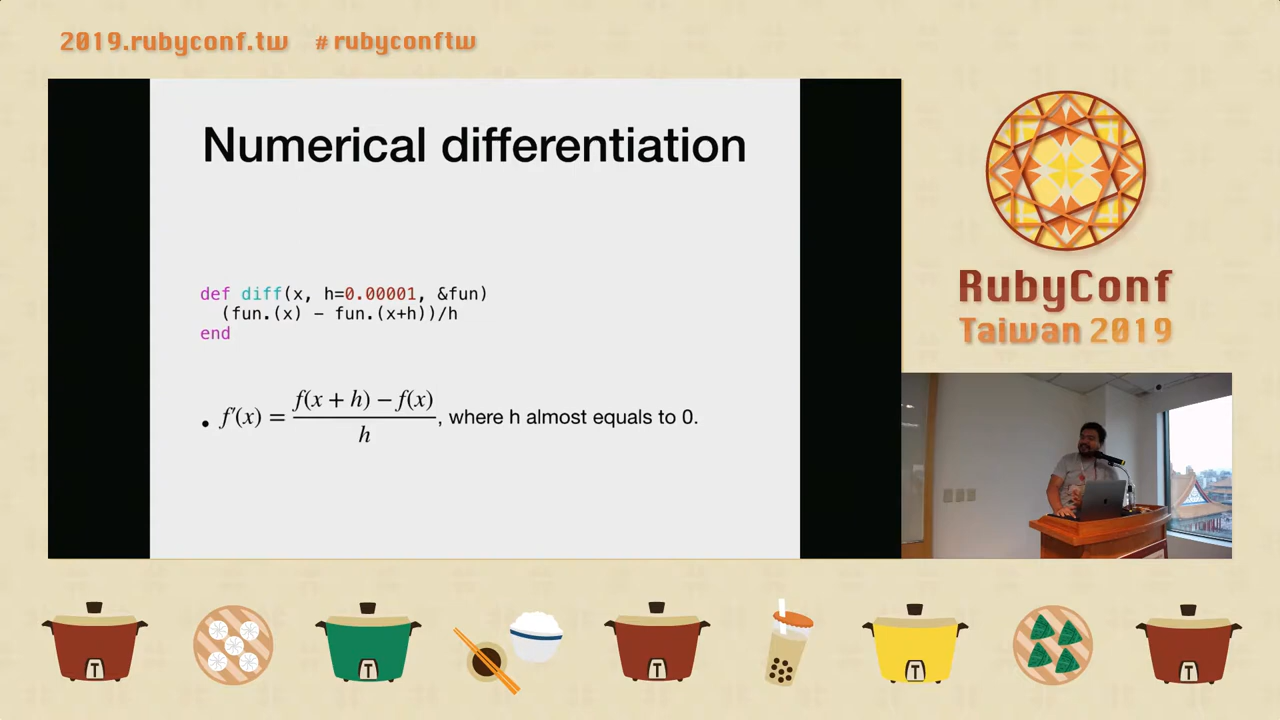 2019.rubyconf.tw #rubyconftw
Numerical differentiation
def diff(x, h=0.00001, &fun)
(fun.(x) - fun.(x+h))/h
end
• f′(x) = f(x + h) − f(x) / h, where h almost equals to 0.
RubyConf
Taiwan 2019
T
T
T
T
T